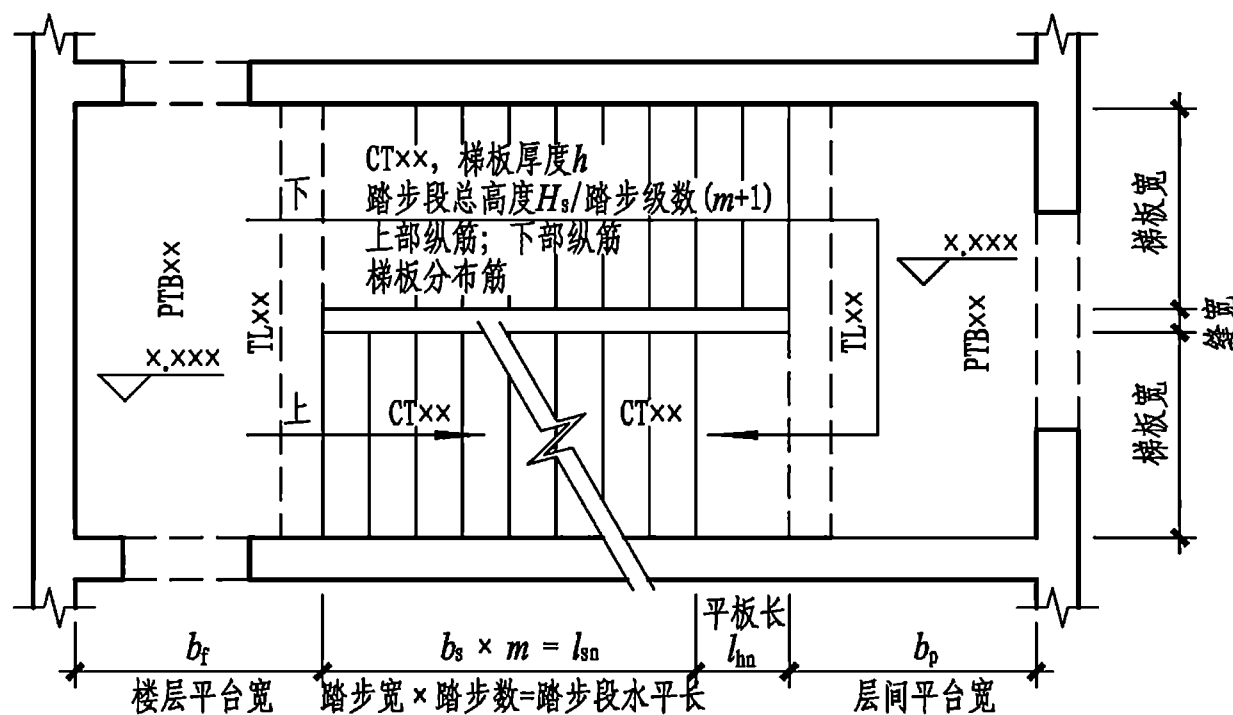 CT××，梯板厚度h
踏步段总高度Hs/踏步级数(m+1)
上部纵筋；下部纵筋
梯板分布筋
下
上
PTB××
TL××
×.×××
CT××
CT××
TL××
×.×××
PTB××
梯板宽
缝宽
梯板宽
平板长
bf
bs × m = lsn
lhn
bp
楼层平台宽
踏步宽×踏步数=踏步段水平长
层间平台宽